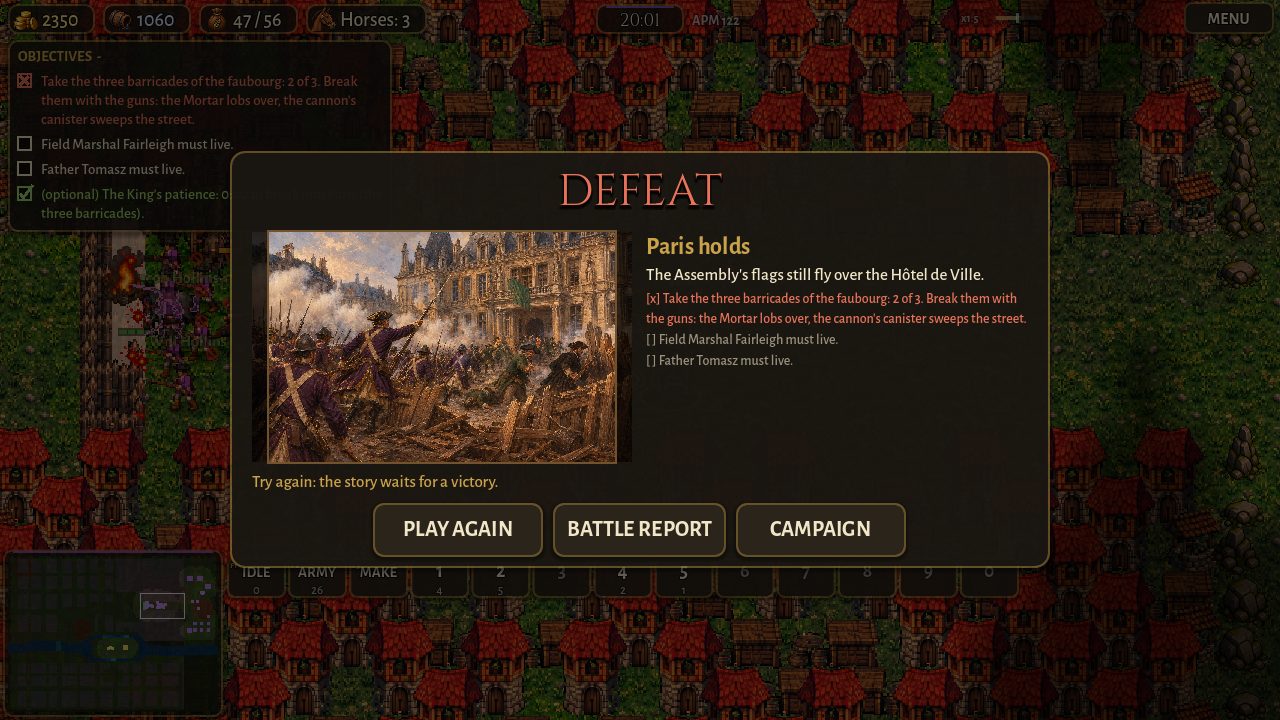 2350
1060
47 / 56
Horses: 3
20:01
APM 122
x1.5
MENU
OBJECTIVES -
Take the three barricades of the faubourg: 2 of 3. Break
them with the guns: the Mortar lobs over, the cannon's
canister sweeps the street.
Field Marshal Fairleigh must live.
Father Tomasz must live.
(optional) The King's patience: 0
three barricades).
DEFEAT
Paris holds
The Assembly's flags still fly over the Hôtel de Ville.
[x] Take the three barricades of the faubourg: 2 of 3. Break them with
the guns: the Mortar lobs over, the cannon's canister sweeps the street.
[ ] Field Marshal Fairleigh must live.
[ ] Father Tomasz must live.
Try again: the story waits for a victory.
PLAY AGAIN
BATTLE REPORT
CAMPAIGN
IDLE
ARMY
MAKE
1
2
3
4
5
6
7
8
9
0
0
26
4
5
2
1